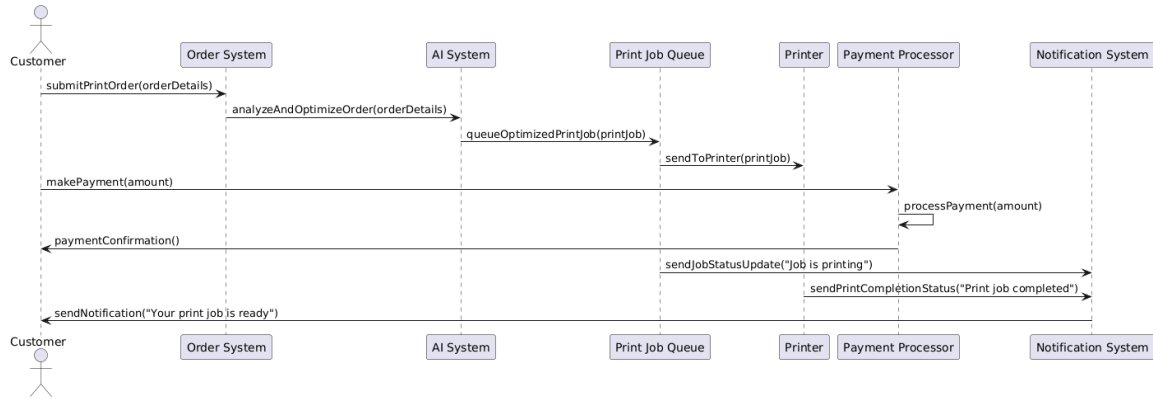 Customer
Order System
AI System
Print Job Queue
Printer
Payment Processor
Notification System
submitPrintOrder(orderDetails)
analyzeAndOptimizeOrder(orderDetails)
queueOptimizedPrintJob(printJob)
sendToPrinter(printJob)
makePayment(amount)
processPayment(amount)
paymentConfirmation()
sendJobStatusUpdate("Job is printing")
sendPrintCompletionStatus("Print job completed")
sendNotification("Your print job is ready")
Customer
Order System
AI System
Print Job Queue
Printer
Payment Processor
Notification System